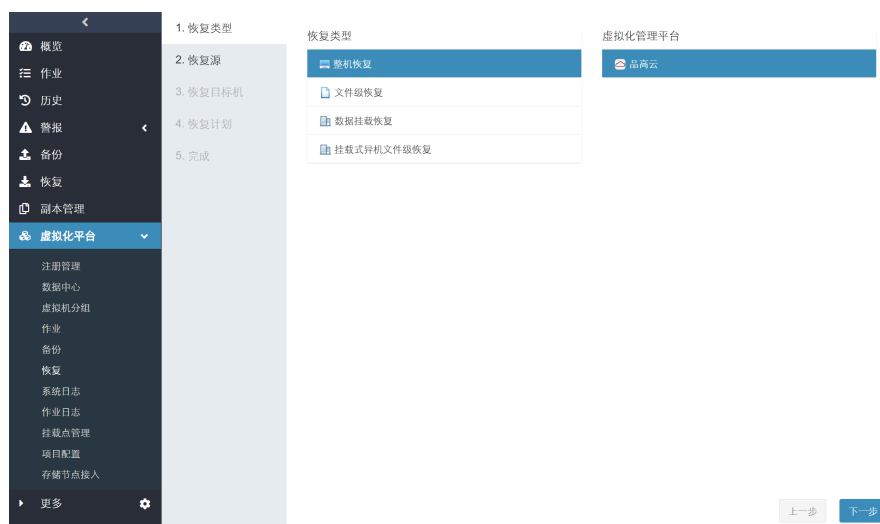 概览
作业
历史
警报
备份
恢复
副本管理
虚拟化平台
注册管理
数据中心
虚拟机分组
作业
备份
恢复
系统日志
作业日志
挂载点管理
项目配置
存储节点接入
更多
1. 恢复类型
2. 恢复源
3. 恢复目标机
4. 恢复计划
5. 完成
恢复类型
整机恢复
文件级恢复
数据挂载恢复
挂载式异机文件级恢复
虚拟化管理平台
品高云
上一步
下一步